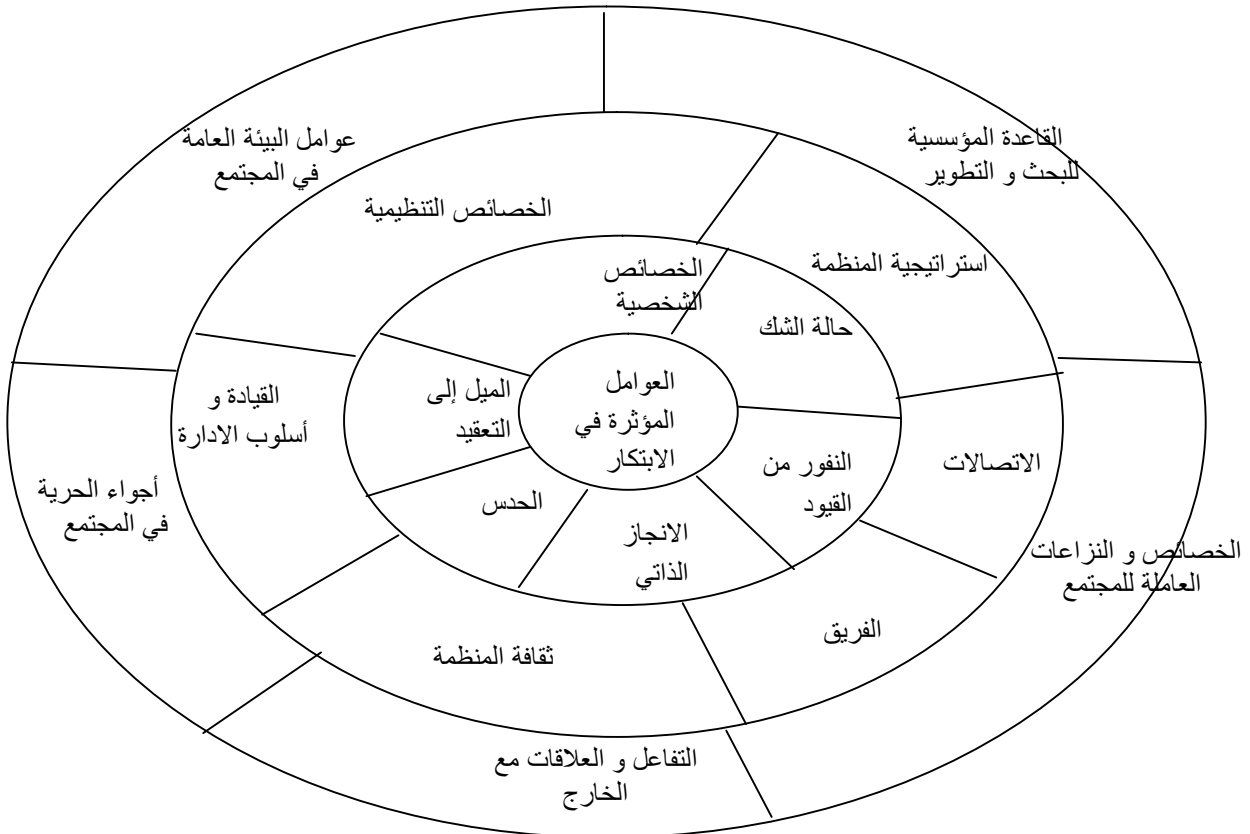 عوامل البيئة العامة
في المجتمع
القاعدة المؤسسية
للبحث و التطوير
الخصائص التنظيمية
استراتيجية المنظمة
الخصائص
الشخصية
حالة الشك
العوامل
المؤثرة في
الابتكار
الميل إلى
التعقيد
القيادة و
أسلوب الادارة
النفور من
القيود
الاتصالات
الحدس
الانجاز
الذاتي
أجواء الحرية
في المجتمع
الخصائص و النزاعات
العاملة للمجتمع
الفريق
ثقافة المنظمة
التفاعل و العلاقات مع
الخارج